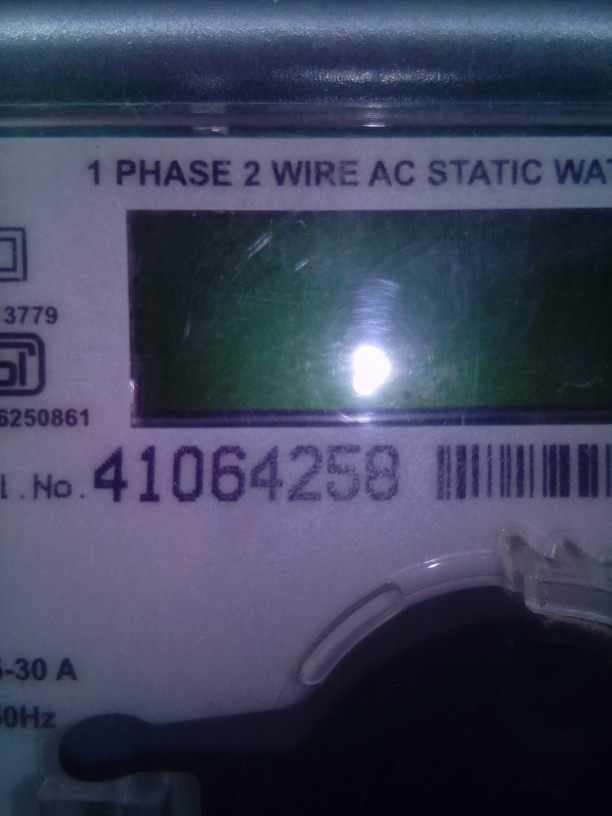 1 PHASE 2 WIRE AC STATIC WAT
3779
6250861
l.No. 41064258
-30 A
50Hz